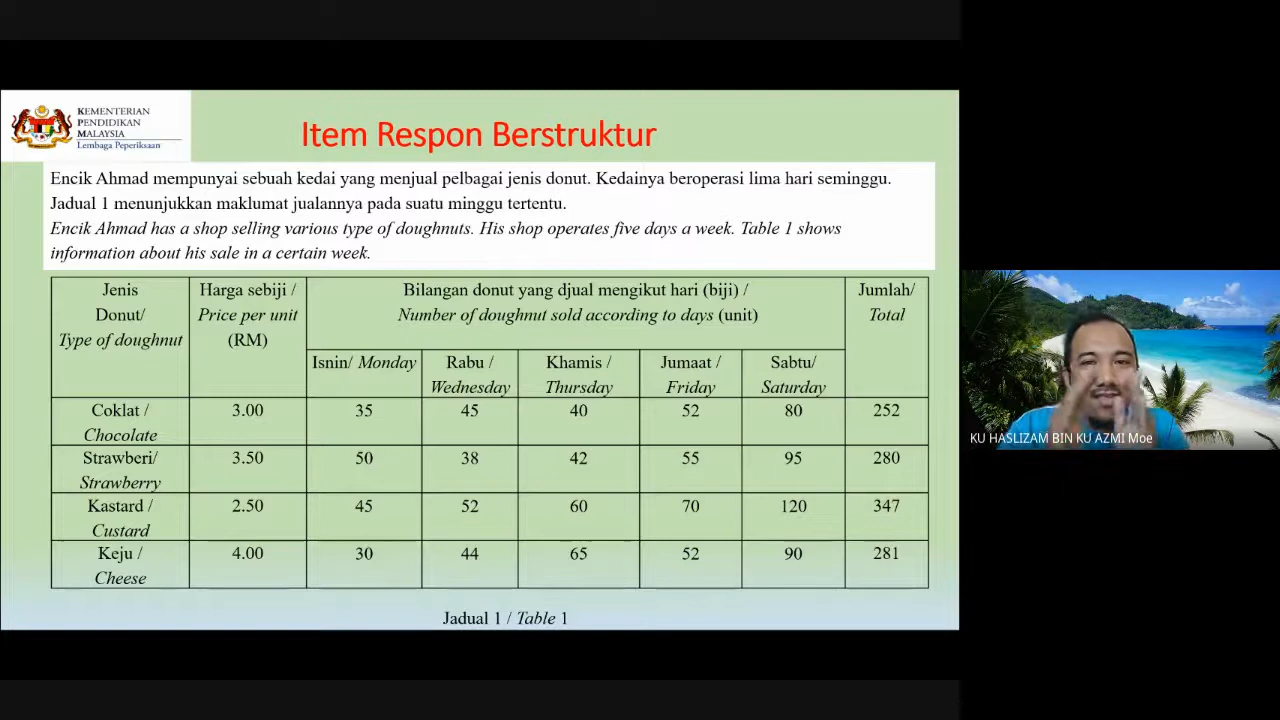 KEMENTERIAN
PENDIDIKAN
MALAYSIA
Lembaga Peperiksaan
Item Respon Berstruktur
Encik Ahmad mempunyai sebuah kedai yang menjual pelbagai jenis donut. Kedainya beroperasi lima hari seminggu.
Jadual 1 menunjukkan maklumat jualannya pada suatu minggu tertentu.
Encik Ahmad has a shop selling various type of doughnuts. His shop operates five days a week. Table 1 shows
information about his sale in a certain week.
Jenis
Donut/
Type of doughnut
Harga sebiji /
Price per unit
(RM)
Bilangan donut yang djual mengikut hari (biji) /
Number of doughnut sold according to days (unit)
Jumlah/
Total
Isnin/ Monday
Rabu /
Wednesday
Khamis /
Thursday
Jumaat /
Friday
Sabtu/
Saturday
Coklat /
Chocolate
3.00 35 45 40 52 80 252
Strawberi/
Strawberry
3.50 50 38 42 55 95 280
Kastard /
Custard
2.50 45 52 60 70 120 347
Keju /
Cheese
4.00 30 44 65 52 90 281
Jadual 1 / Table 1
KU HASLIZAM BIN KU AZMI Moe